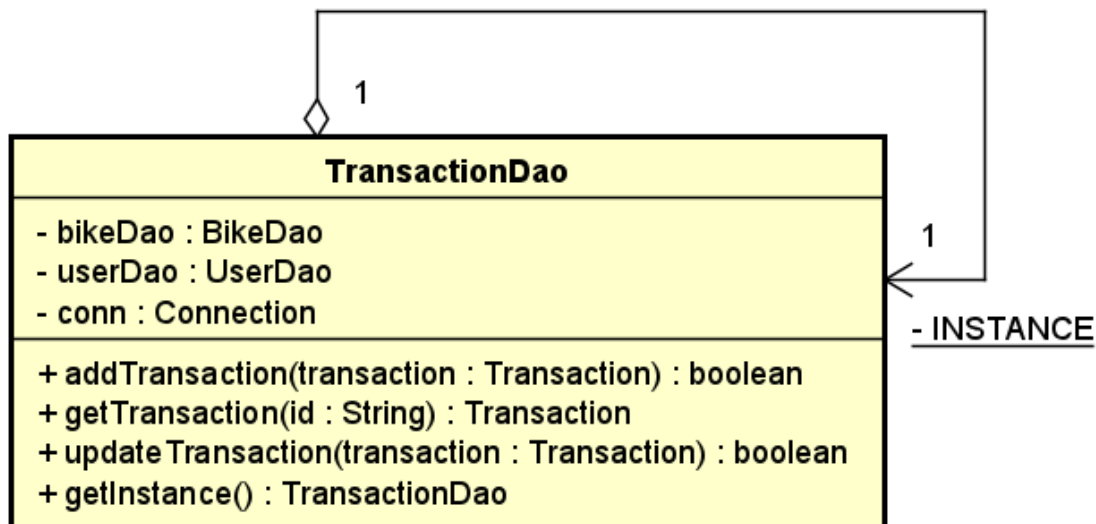 1
TransactionDao
- bikeDao : BikeDao
- userDao : UserDao
- conn : Connection
1
- INSTANCE
+ addTransaction(transaction : Transaction) : boolean
+ getTransaction(id : String) : Transaction
+ updateTransaction(transaction : Transaction) : boolean
+ getInstance() : TransactionDao